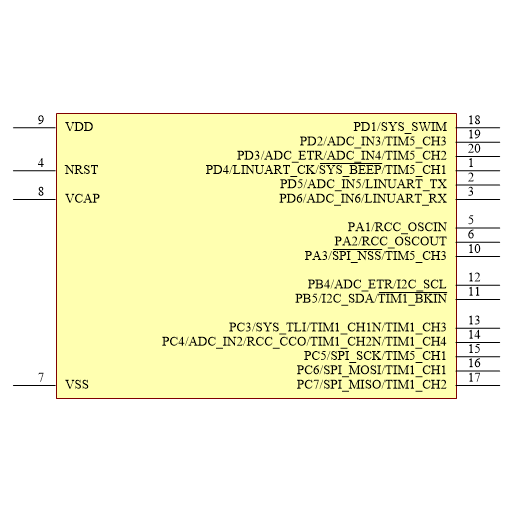 9 VDD PD1/SYS_SWIM 18
PD2/ADC_IN3/TIM5_CH3 19
PD3/ADC_ETR/ADC_IN4/TIM5_CH2 20
4 NRST PD4/LINUART_CK/SYS_BEEP/TIM5_CH1 1
PD5/ADC_IN5/LINUART_TX 2
8 VCAP PD6/ADC_IN6/LINUART_RX 3
PA1/RCC_OSCIN 5
PA2/RCC_OSCOUT 6
PA3/SPI_NSS/TIM5_CH3 10
PB4/ADC_ETR/I2C_SCL 12
PB5/I2C_SDA/TIM1_BKIN 11
PC3/SYS_TLI/TIM1_CH1N/TIM1_CH3 13
PC4/ADC_IN2/RCC_CCO/TIM1_CH2N/TIM1_CH4 14
PC5/SPI_SCK/TIM5_CH1 15
PC6/SPI_MOSI/TIM1_CH1 16
7 VSS PC7/SPI_MISO/TIM1_CH2 17